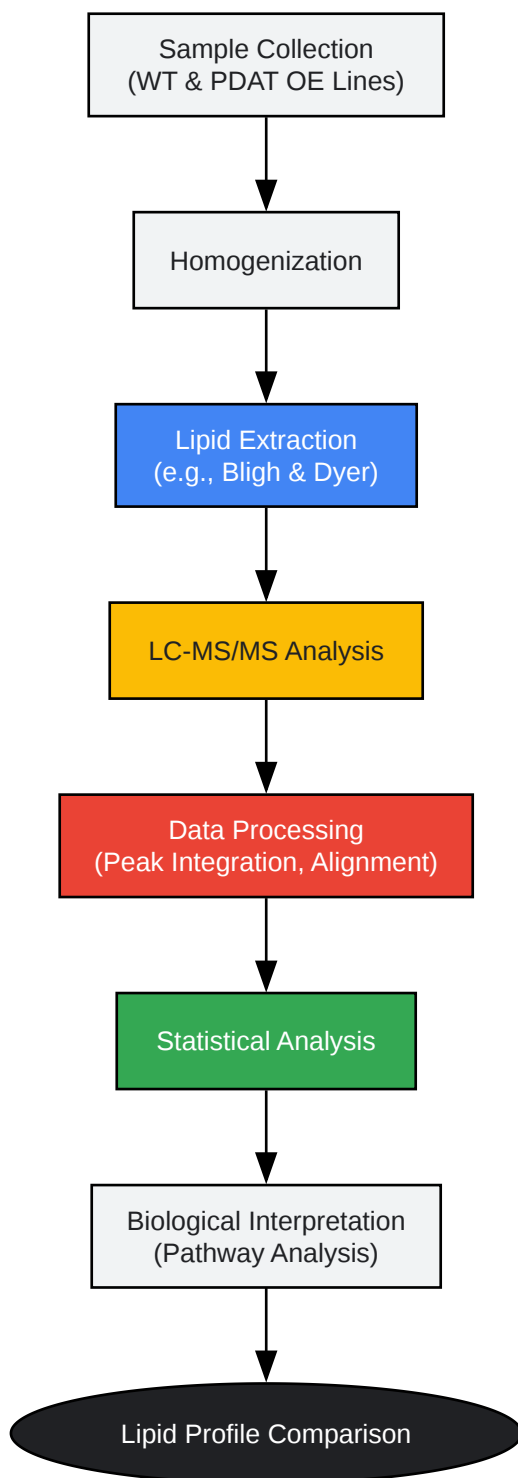 Sample Collection
(WT & PDAT OE Lines)
Homogenization
Lipid Extraction
(e.g., Bligh & Dyer)
LC-MS/MS Analysis
Data Processing
(Peak Integration, Alignment)
Statistical Analysis
Biological Interpretation
(Pathway Analysis)
Lipid Profile Comparison